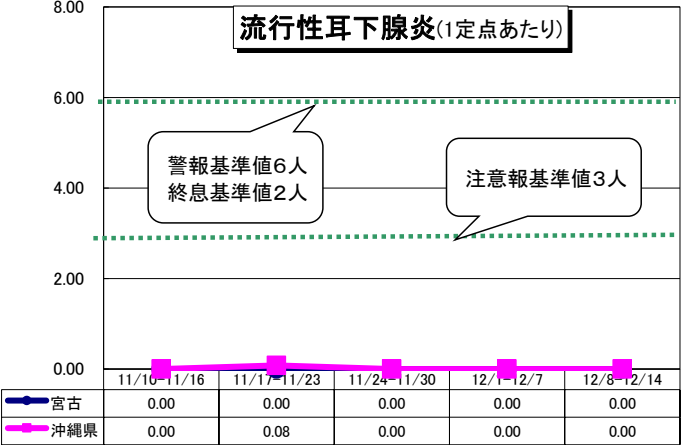 流行性耳下腺炎(1定点あたり)
8.00
6.00
警報基準値6人
終息基準値2人
注意報基準値3人
4.00
2.00
0.00
11/10-11/16 11/17-11/23 11/24-11/30 12/1-12/7 12/8-12/14
宮古 0.00 0.00 0.00 0.00 0.00
沖縄県 0.00 0.08 0.00 0.00 0.00